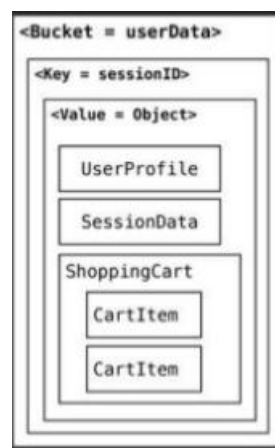 <Bucket = userData>
<Key = sessionID>
<Value = Object>
UserProfile
SessionData
ShoppingCart
CartItem
CartItem